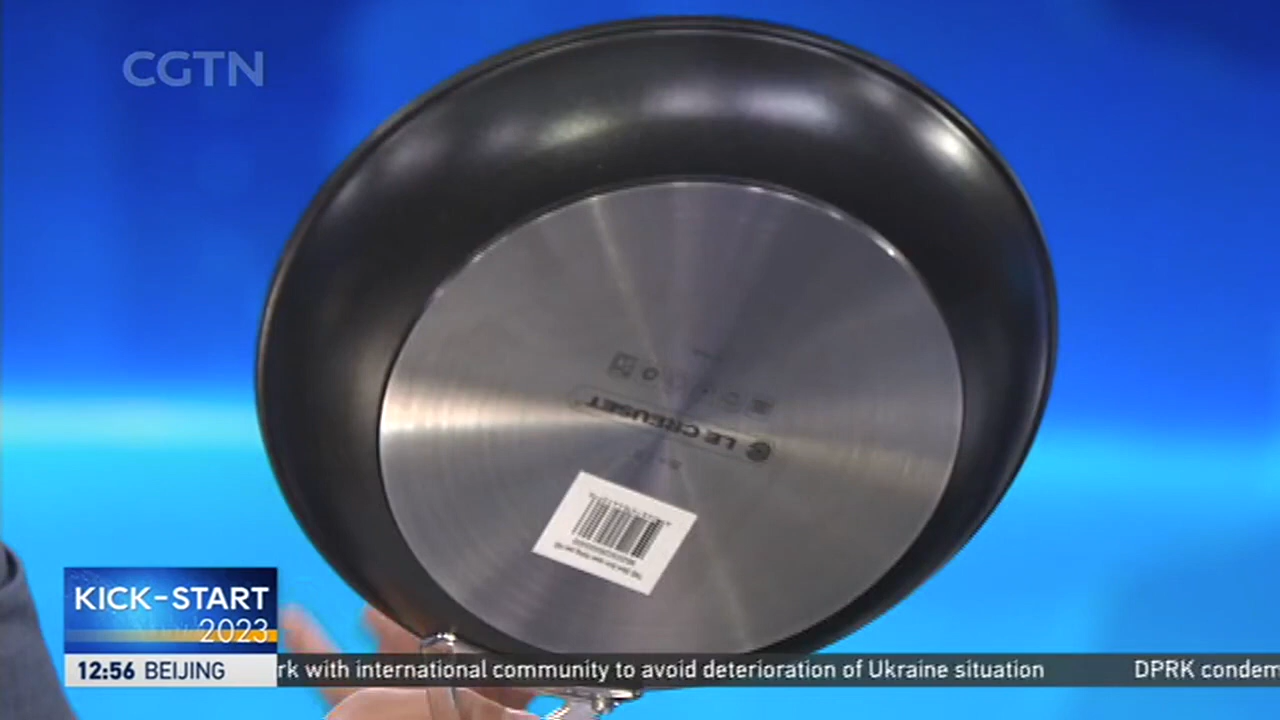 CGTN
LE CREUSET
KICK-START
2023
12:56 BEIJING
rk with international community to avoid deterioration of Ukraine situation
DPRK condem